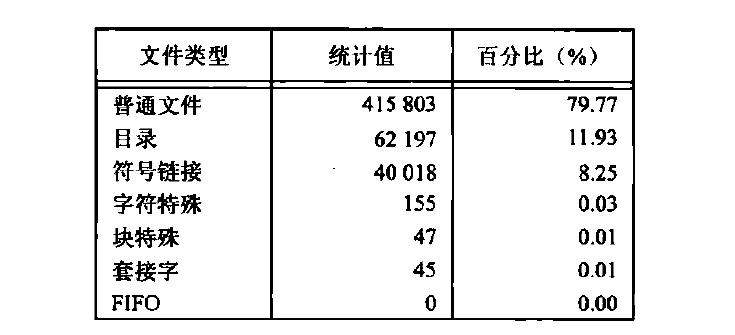 文件类型 统计值 百分比（%）
普通文件 415 803 79.77
目录 62 197 11.93
符号链接 40 018 8.25
字符特殊 155 0.03
块特殊 47 0.01
套接字 45 0.01
FIFO 0 0.00